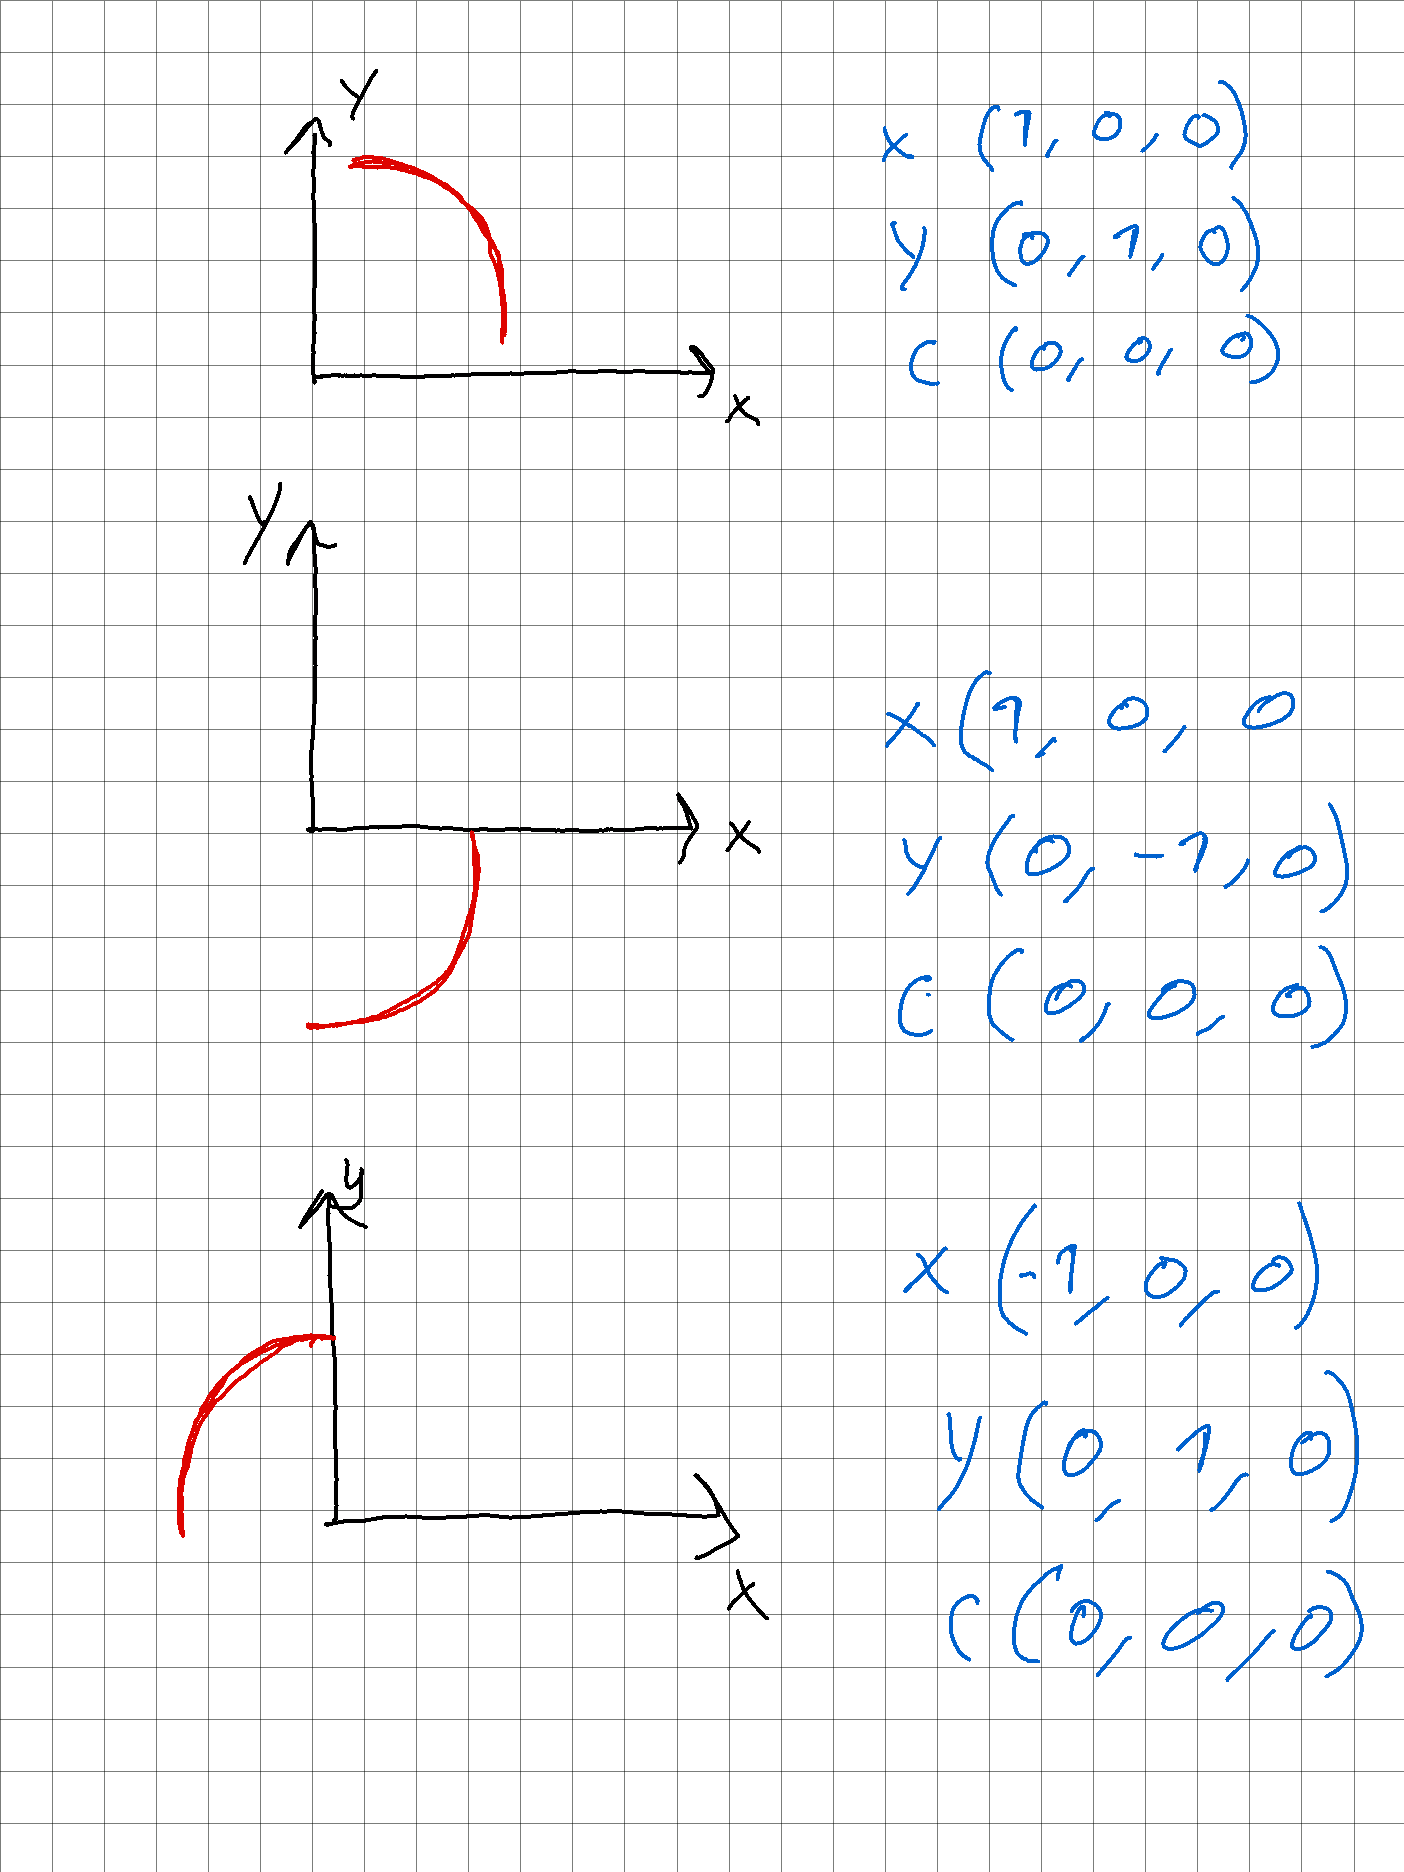 y
x (1, 0, 0)
y (0, 1, 0)
c (0, 0, 0)
x
y
x (1, 0, 0
x
y (0, -1, 0)
c (0, 0, 0)
y
x (-1, 0, 0)
y (0, 1, 0)
x
c (0, 0, 0)